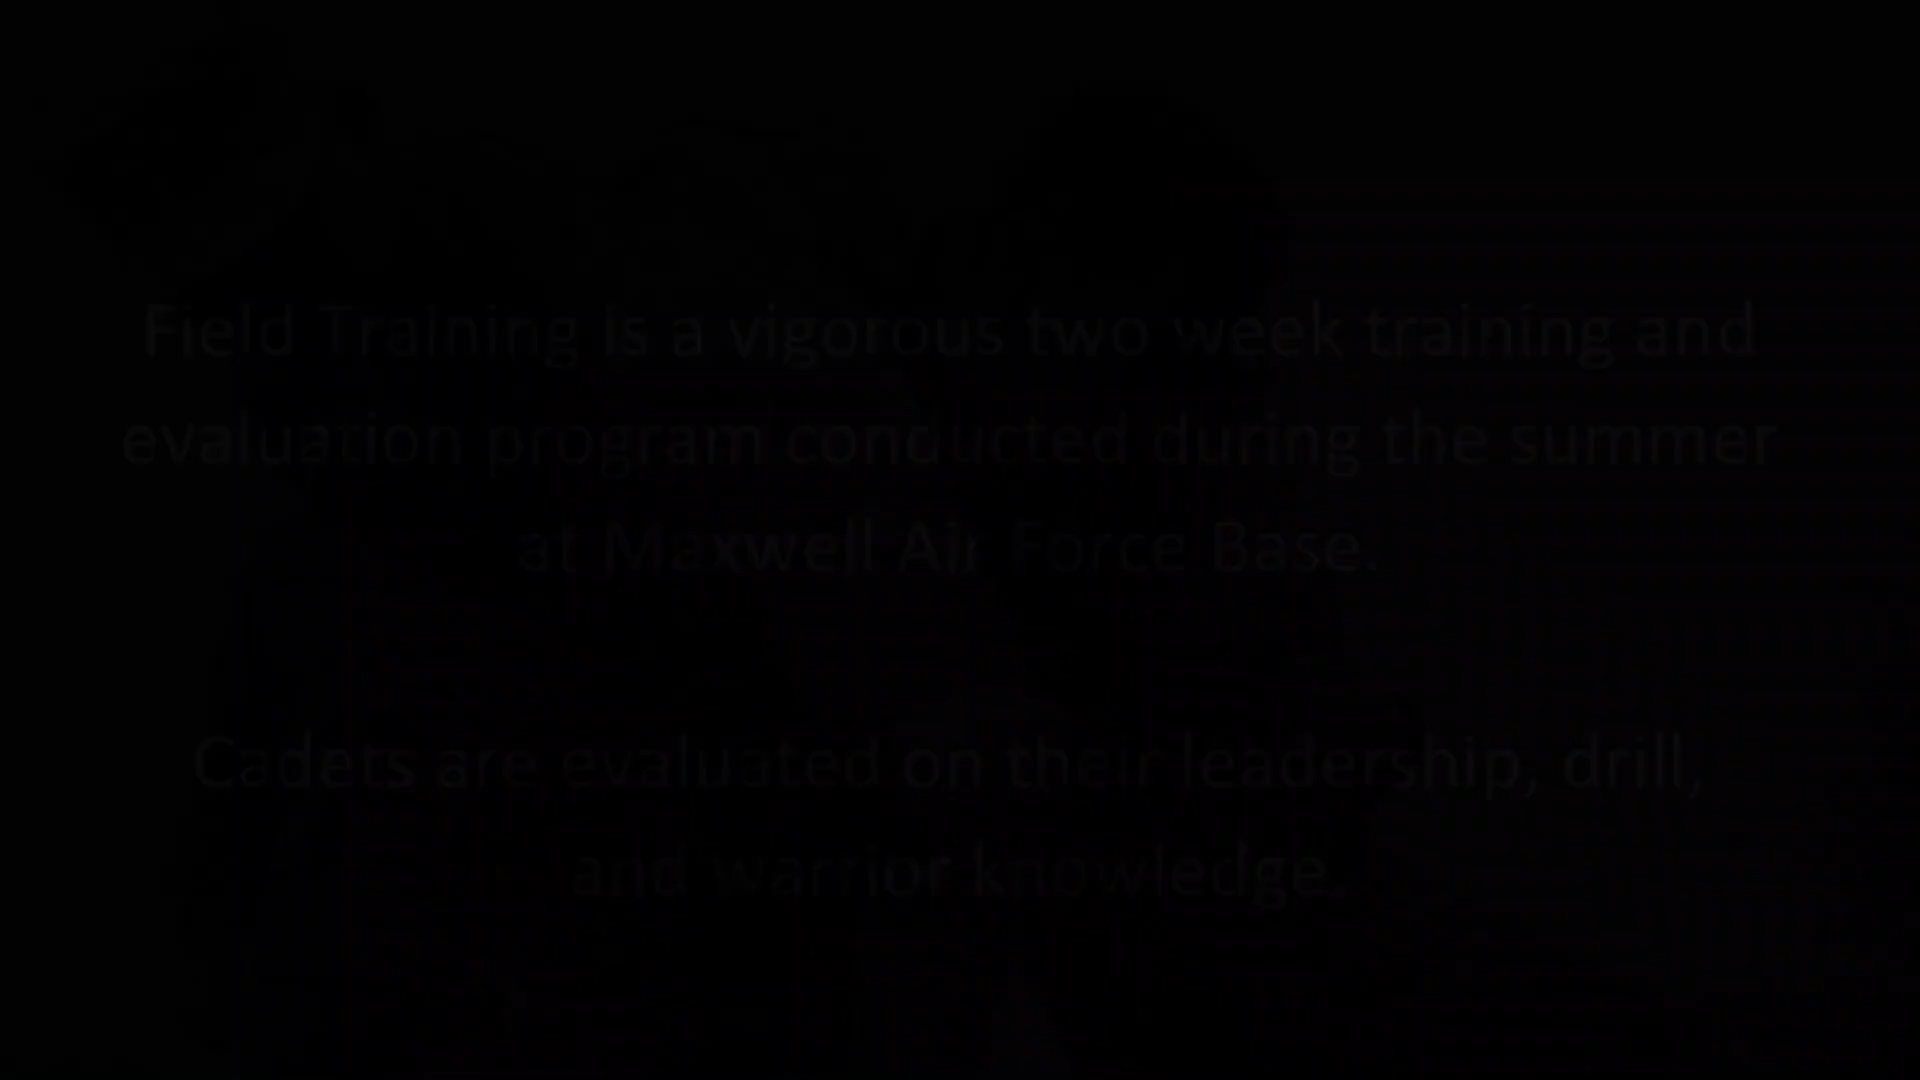 Field Training is a vigorous two week training and
evaluation program conducted during the summer
at Maxwell Air Force Base.
Cadets are evaluated on their leadership, drill,
and warrior knowledge.